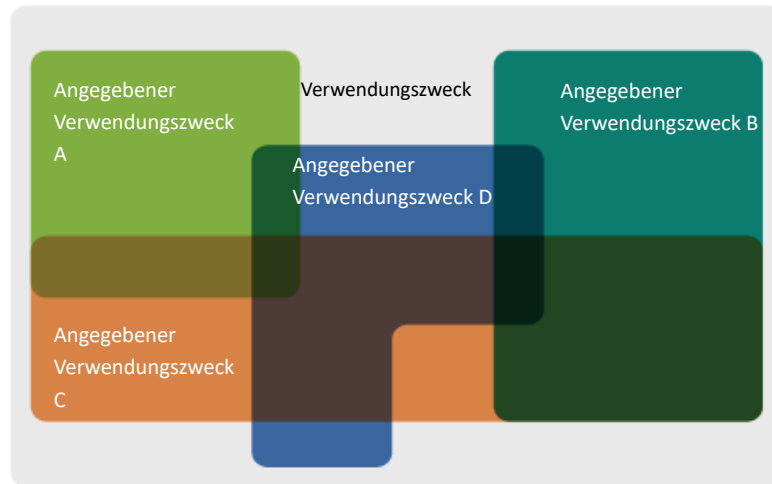 Angegebener
Verwendungszweck
A
Verwendungszweck
Angegebener
Verwendungszweck B
Angegebener
Verwendungszweck D
Angegebener
Verwendungszweck
C